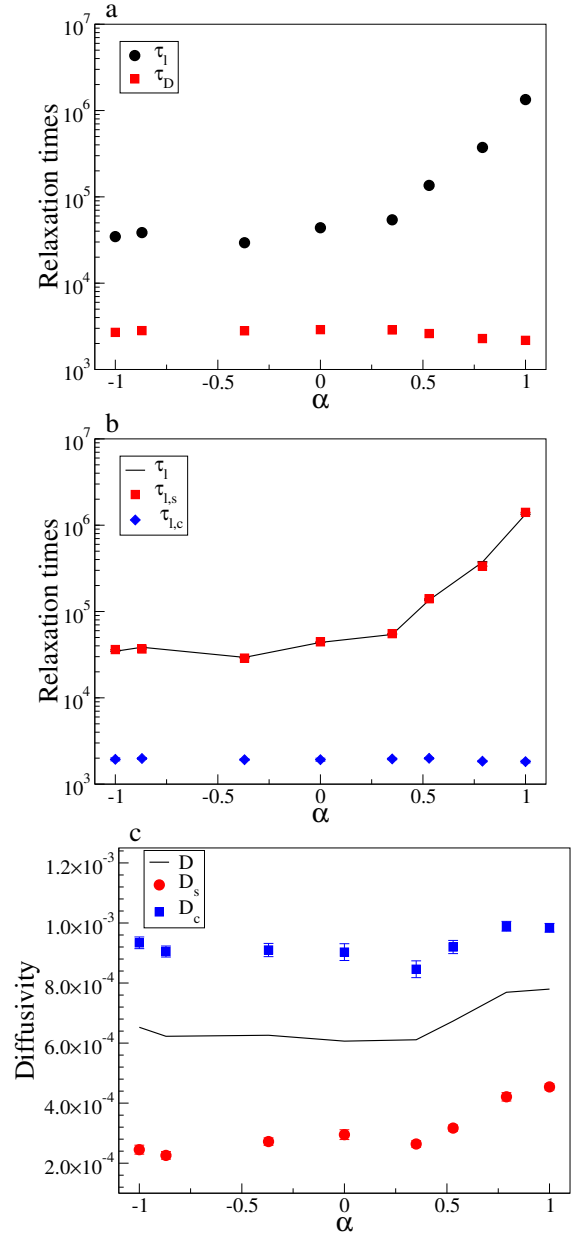 a
10^7
τ_l
τ_D
10^6
10^5
10^4
10^3
Relaxation times
-1 -0.5 0 0.5 1
α
b
10^7
τ_l
τ_l,s
τ_l,c
10^6
10^5
10^4
10^3
Relaxation times
-1 -0.5 0 0.5 1
α
c
D
D_s
D_c
1.2×10^-3
1.0×10^-3
8.0×10^-4
6.0×10^-4
4.0×10^-4
2.0×10^-4
Diffusivity
-1 -0.5 0 0.5 1
α